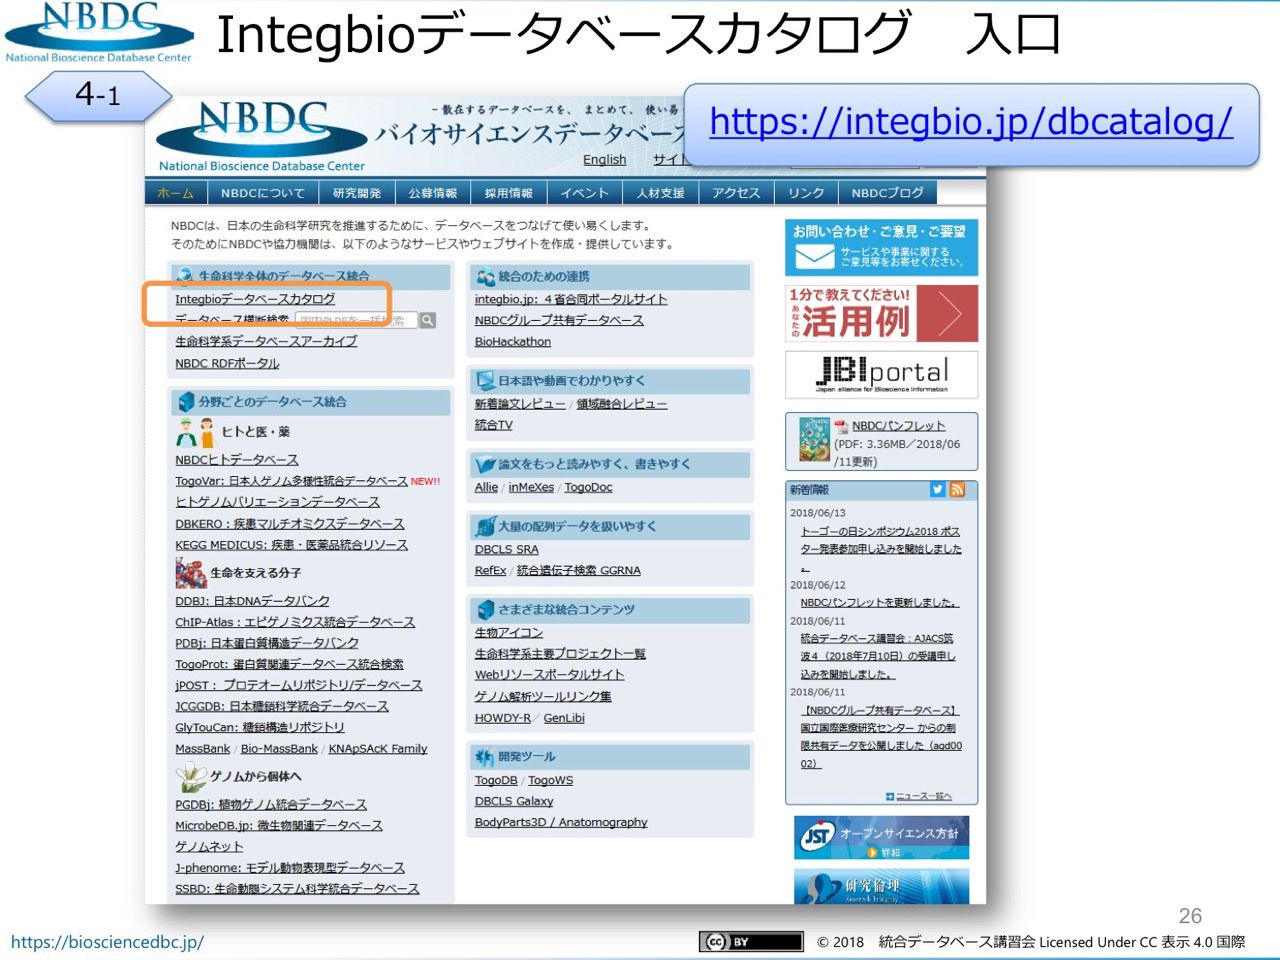 NBDC
National Bioscience Database Center
Integbioデータベースカタログ　入口
4-1
https://integbio.jp/dbcatalog/
NBDC
National Bioscience Database Center
－散在するデータベースを、まとめて、使い易
バイオサイエンスデータベース
English サイト
ホーム NBDCについて 研究開発 公募情報 採用情報 イベント 人材支援 アクセス リンク NBDCブログ
NBDCは、日本の生命科学研究を推進するために、データベースをつなげて使い易くします。
そのためにNBDCや協力機関は、以下のようなサービスやウェブサイトを作成・提供しています。
生命科学全体のデータベース統合
Integbioデータベースカタログ
データベース横断検索 国内外DBを一括検索
生命科学系データベースアーカイブ
NBDC RDFポータル
分野ごとのデータベース統合
ヒトと医・薬
NBDCヒトデータベース
TogoVar: 日本人ゲノム多様性統合データベース NEW!!
ヒトゲノムバリエーションデータベース
DBKERO：疾患マルチオミクスデータベース
KEGG MEDICUS: 疾患・医薬品統合リソース
生命を支える分子
DDBJ: 日本DNAデータバンク
ChIP-Atlas：エピゲノミクス統合データベース
PDBj: 日本蛋白質構造データバンク
TogoProt: 蛋白質関連データベース統合検索
jPOST： プロテオームリポジトリ/データベース
JCGGDB: 日本糖鎖科学統合データベース
GlyTouCan: 糖鎖構造リポジトリ
MassBank / Bio-MassBank / KNApSAcK Family
ゲノムから個体へ
PGDBj: 植物ゲノム統合データベース
MicrobeDB.jp: 微生物関連データベース
ゲノムネット
J-phenome: モデル動物表現型データベース
SSBD: 生命動態システム科学統合データベース
統合のための連携
integbio.jp: ４省合同ポータルサイト
NBDCグループ共有データベース
BioHackathon
日本語や動画でわかりやすく
新着論文レビュー / 領域融合レビュー
統合TV
論文をもっと読みやすく、書きやすく
Allie / inMeXes / TogoDoc
大量の配列データを扱いやすく
DBCLS SRA
RefEx / 統合遺伝子検索 GGRNA
さまざまな統合コンテンツ
生物アイコン
生命科学系主要プロジェクト一覧
Webリソースポータルサイト
ゲノム解析ツールリンク集
HOWDY-R／ GenLibi
開発ツール
TogoDB / TogoWS
DBCLS Galaxy
BodyParts3D / Anatomography
お問い合わせ・ご意見・ご要望
サービスや事業に関する
ご意見等をお寄せください。
1分で教えてください!
あなたの
活用例
JBI portal
Japan alliance for Bioscience Information
NBDCパンフレット
(PDF: 3.36MB／2018/06
/11更新)
新着情報
2018/06/13
トーゴーの日シンポジウム2018 ポス
ター発表参加申し込みを開始しました
。
2018/06/12
NBDCパンフレットを更新しました。
2018/06/11
統合データベース講習会：AJACS筑
波４（2018年7月10日）の受講申し
込みを開始しました。
2018/06/11
【NBDCグループ共有データベース】
国立国際医療研究センター からの制
限共有データを公開しました（agd00
02）
ニュース一覧へ
JST オープンサイエンス方針
詳細
研究倫理
Research Integrity
26
https://biosciencedbc.jp/
cc BY
© 2018　統合データベース講習会 Licensed Under CC 表示 4.0 国際